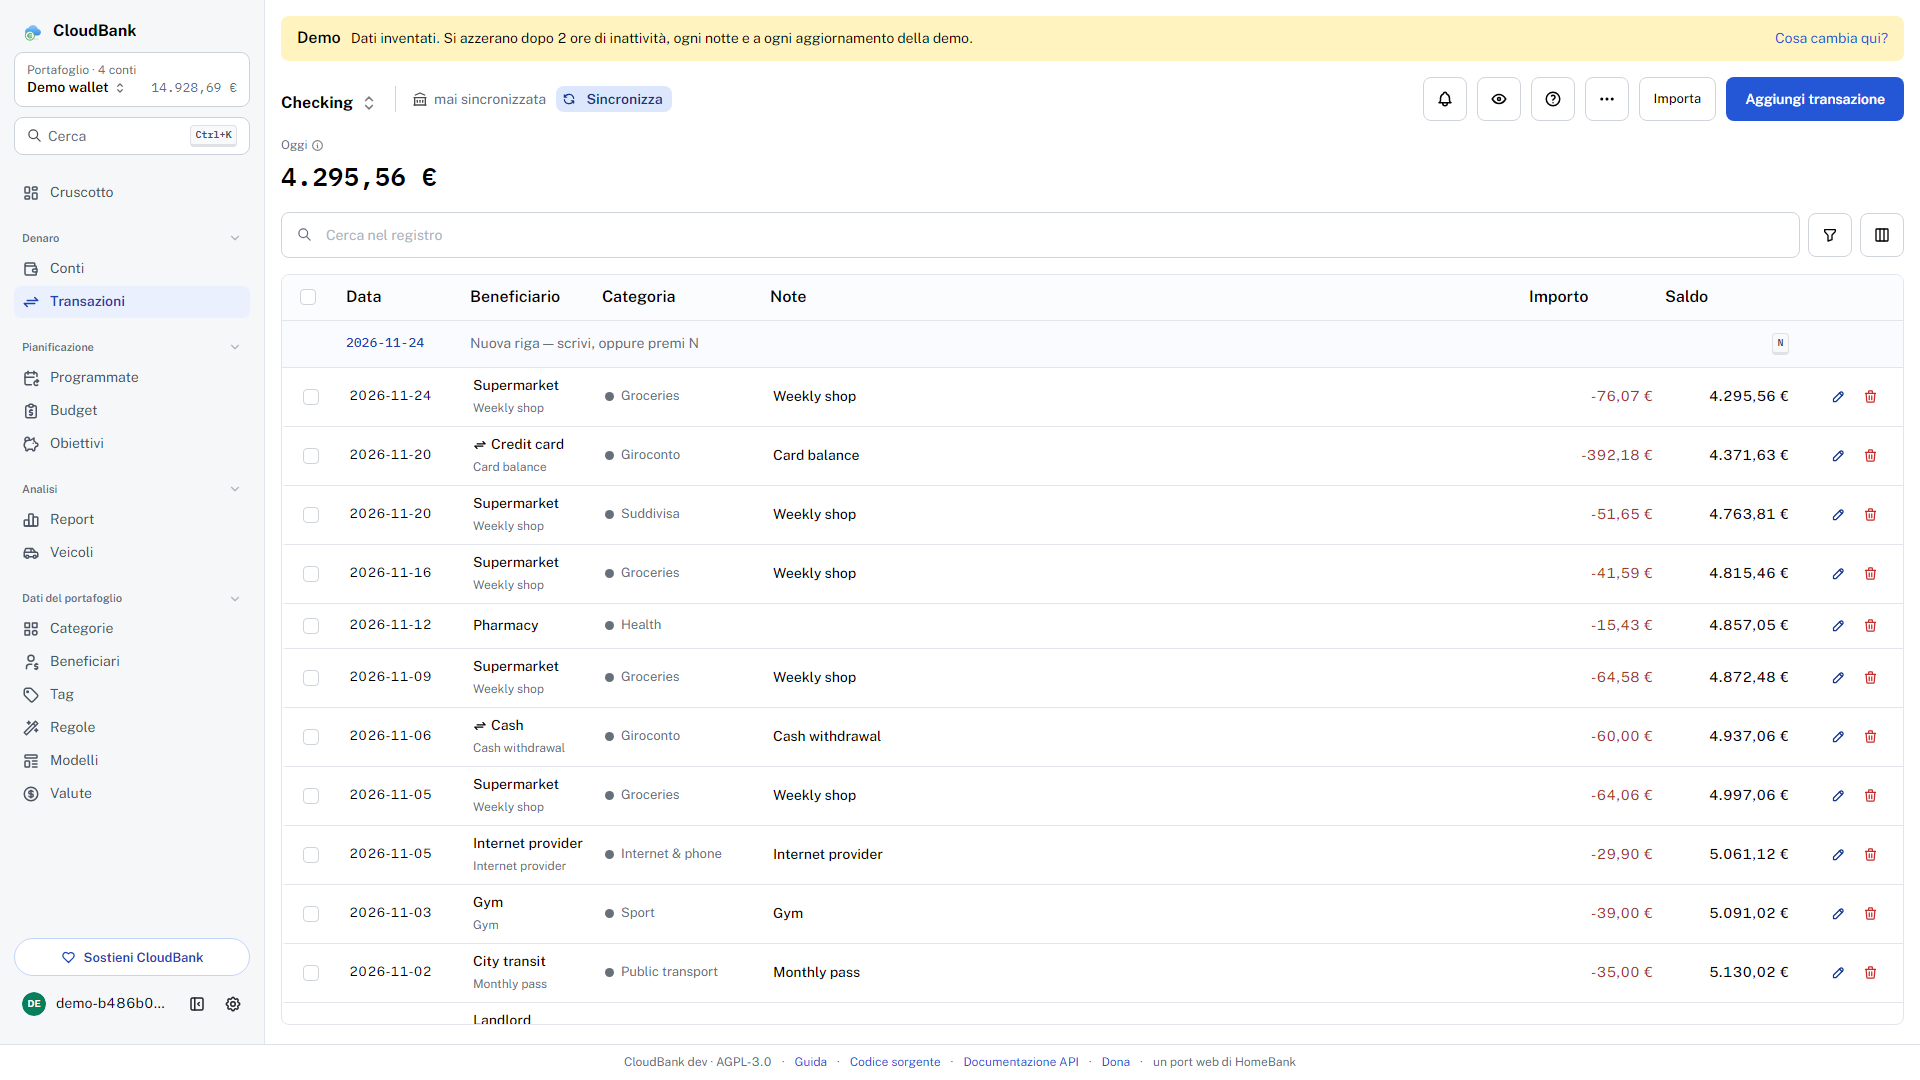 CloudBank
Portafoglio · 4 conti
Demo wallet 14.928,69 €
Cerca Ctrl+K
Cruscotto
Denaro
Conti
Transazioni
Pianificazione
Programmate
Budget
Obiettivi
Analisi
Report
Veicoli
Dati del portafoglio
Categorie
Beneficiari
Tag
Regole
Modelli
Valute
Sostieni CloudBank
DE demo-b486b0...
Demo Dati inventati. Si azzerano dopo 2 ore di inattività, ogni notte e a ogni aggiornamento della demo. Cosa cambia qui?
Checking mai sincronizzata Sincronizza Importa Aggiungi transazione
Oggi
4.295,56 €
Cerca nel registro
Data Beneficiario Categoria Note Importo Saldo
2026-11-24 Nuova riga — scrivi, oppure premi N N
2026-11-24 Supermarket Groceries Weekly shop -76,07 € 4.295,56 €
Weekly shop
2026-11-20 Credit card Giroconto Card balance -392,18 € 4.371,63 €
Card balance
2026-11-20 Supermarket Suddivisa Weekly shop -51,65 € 4.763,81 €
Weekly shop
2026-11-16 Supermarket Groceries Weekly shop -41,59 € 4.815,46 €
Weekly shop
2026-11-12 Pharmacy Health -15,43 € 4.857,05 €
2026-11-09 Supermarket Groceries Weekly shop -64,58 € 4.872,48 €
Weekly shop
2026-11-06 Cash Giroconto Cash withdrawal -60,00 € 4.937,06 €
Cash withdrawal
2026-11-05 Supermarket Groceries Weekly shop -64,06 € 4.997,06 €
Weekly shop
2026-11-05 Internet provider Internet & phone Internet provider -29,90 € 5.061,12 €
Internet provider
2026-11-03 Gym Sport Gym -39,00 € 5.091,02 €
Gym
2026-11-02 City transit Public transport Monthly pass -35,00 € 5.130,02 €
Monthly pass
Landlord
CloudBank dev · AGPL-3.0 · Guida · Codice sorgente · Documentazione API · Dona · un port web di HomeBank